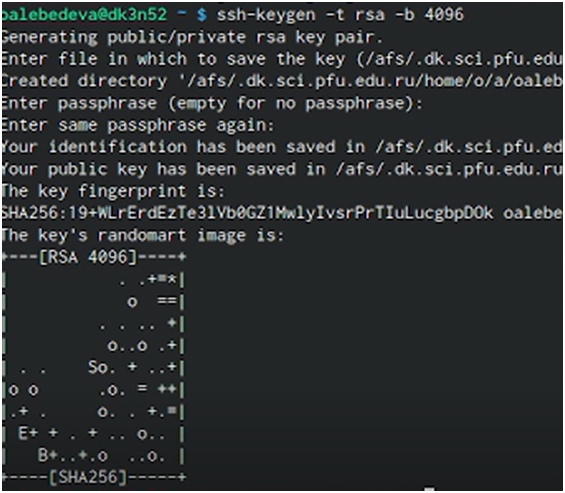 oalebedeva@dk3n52 ~ $ ssh-keygen -t rsa -b 4096
Generating public/private rsa key pair.
Enter file in which to save the key (/afs/.dk.sci.pfu.edu
Created directory '/afs/.dk.sci.pfu.edu.ru/home/o/a/oaleb
Enter passphrase (empty for no passphrase):
Enter same passphrase again:
Your identification has been saved in /afs/.dk.sci.pfu.ed
Your public key has been saved in /afs/.dk.sci.pfu.edu.ru
The key fingerprint is:
SHA256:19+WLrErdEzTe3lVb0GZ1MwlyIvsrPrTIuLucgbpDOk oalebe
The key's randomart image is:
+---[RSA 4096]----+
|          . .+=*|
|           o  ==|
|        . . .. +|
|         o..o .+|
| . .    So. + ..+|
|o o      .o. = ++|
|.+ .     o. . +.=|
| E+ + . + .. o.. |
|   B+..+.o  ..o. |
+----[SHA256]-----+